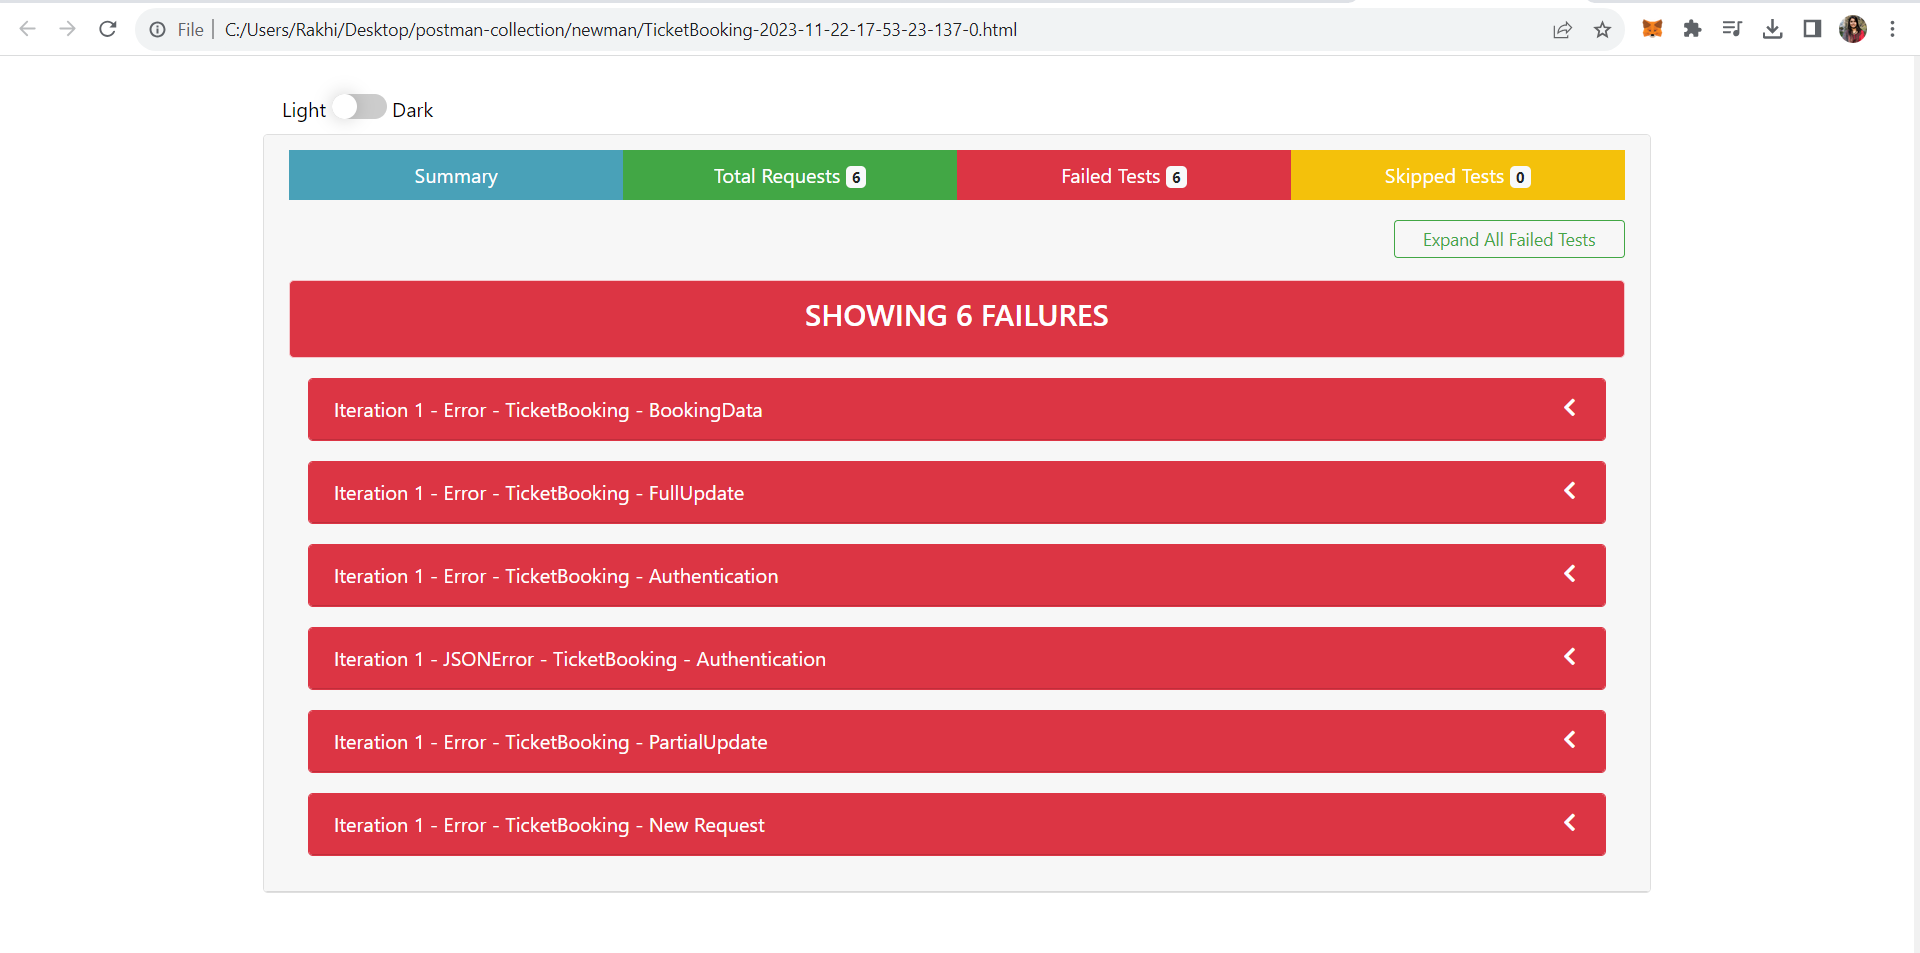 File C:/Users/Rakhi/Desktop/postman-collection/newman/TicketBooking-2023-11-22-17-53-23-137-0.html
Light Dark
Summary Total Requests 6 Failed Tests 6 Skipped Tests 0
Expand All Failed Tests
SHOWING 6 FAILURES
Iteration 1 - Error - TicketBooking - BookingData
Iteration 1 - Error - TicketBooking - FullUpdate
Iteration 1 - Error - TicketBooking - Authentication
Iteration 1 - JSONError - TicketBooking - Authentication
Iteration 1 - Error - TicketBooking - PartialUpdate
Iteration 1 - Error - TicketBooking - New Request